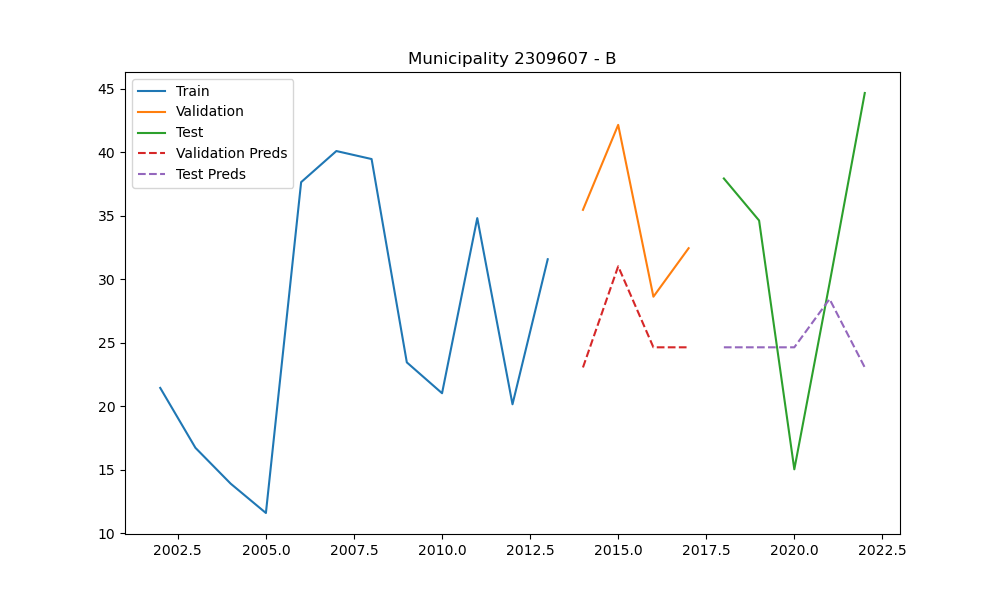 Municipality 2309607 - B
Train
Validation
Test
Validation Preds
Test Preds
45
40
35
30
25
20
15
10
2002.5 2005.0 2007.5 2010.0 2012.5 2015.0 2017.5 2020.0 2022.5